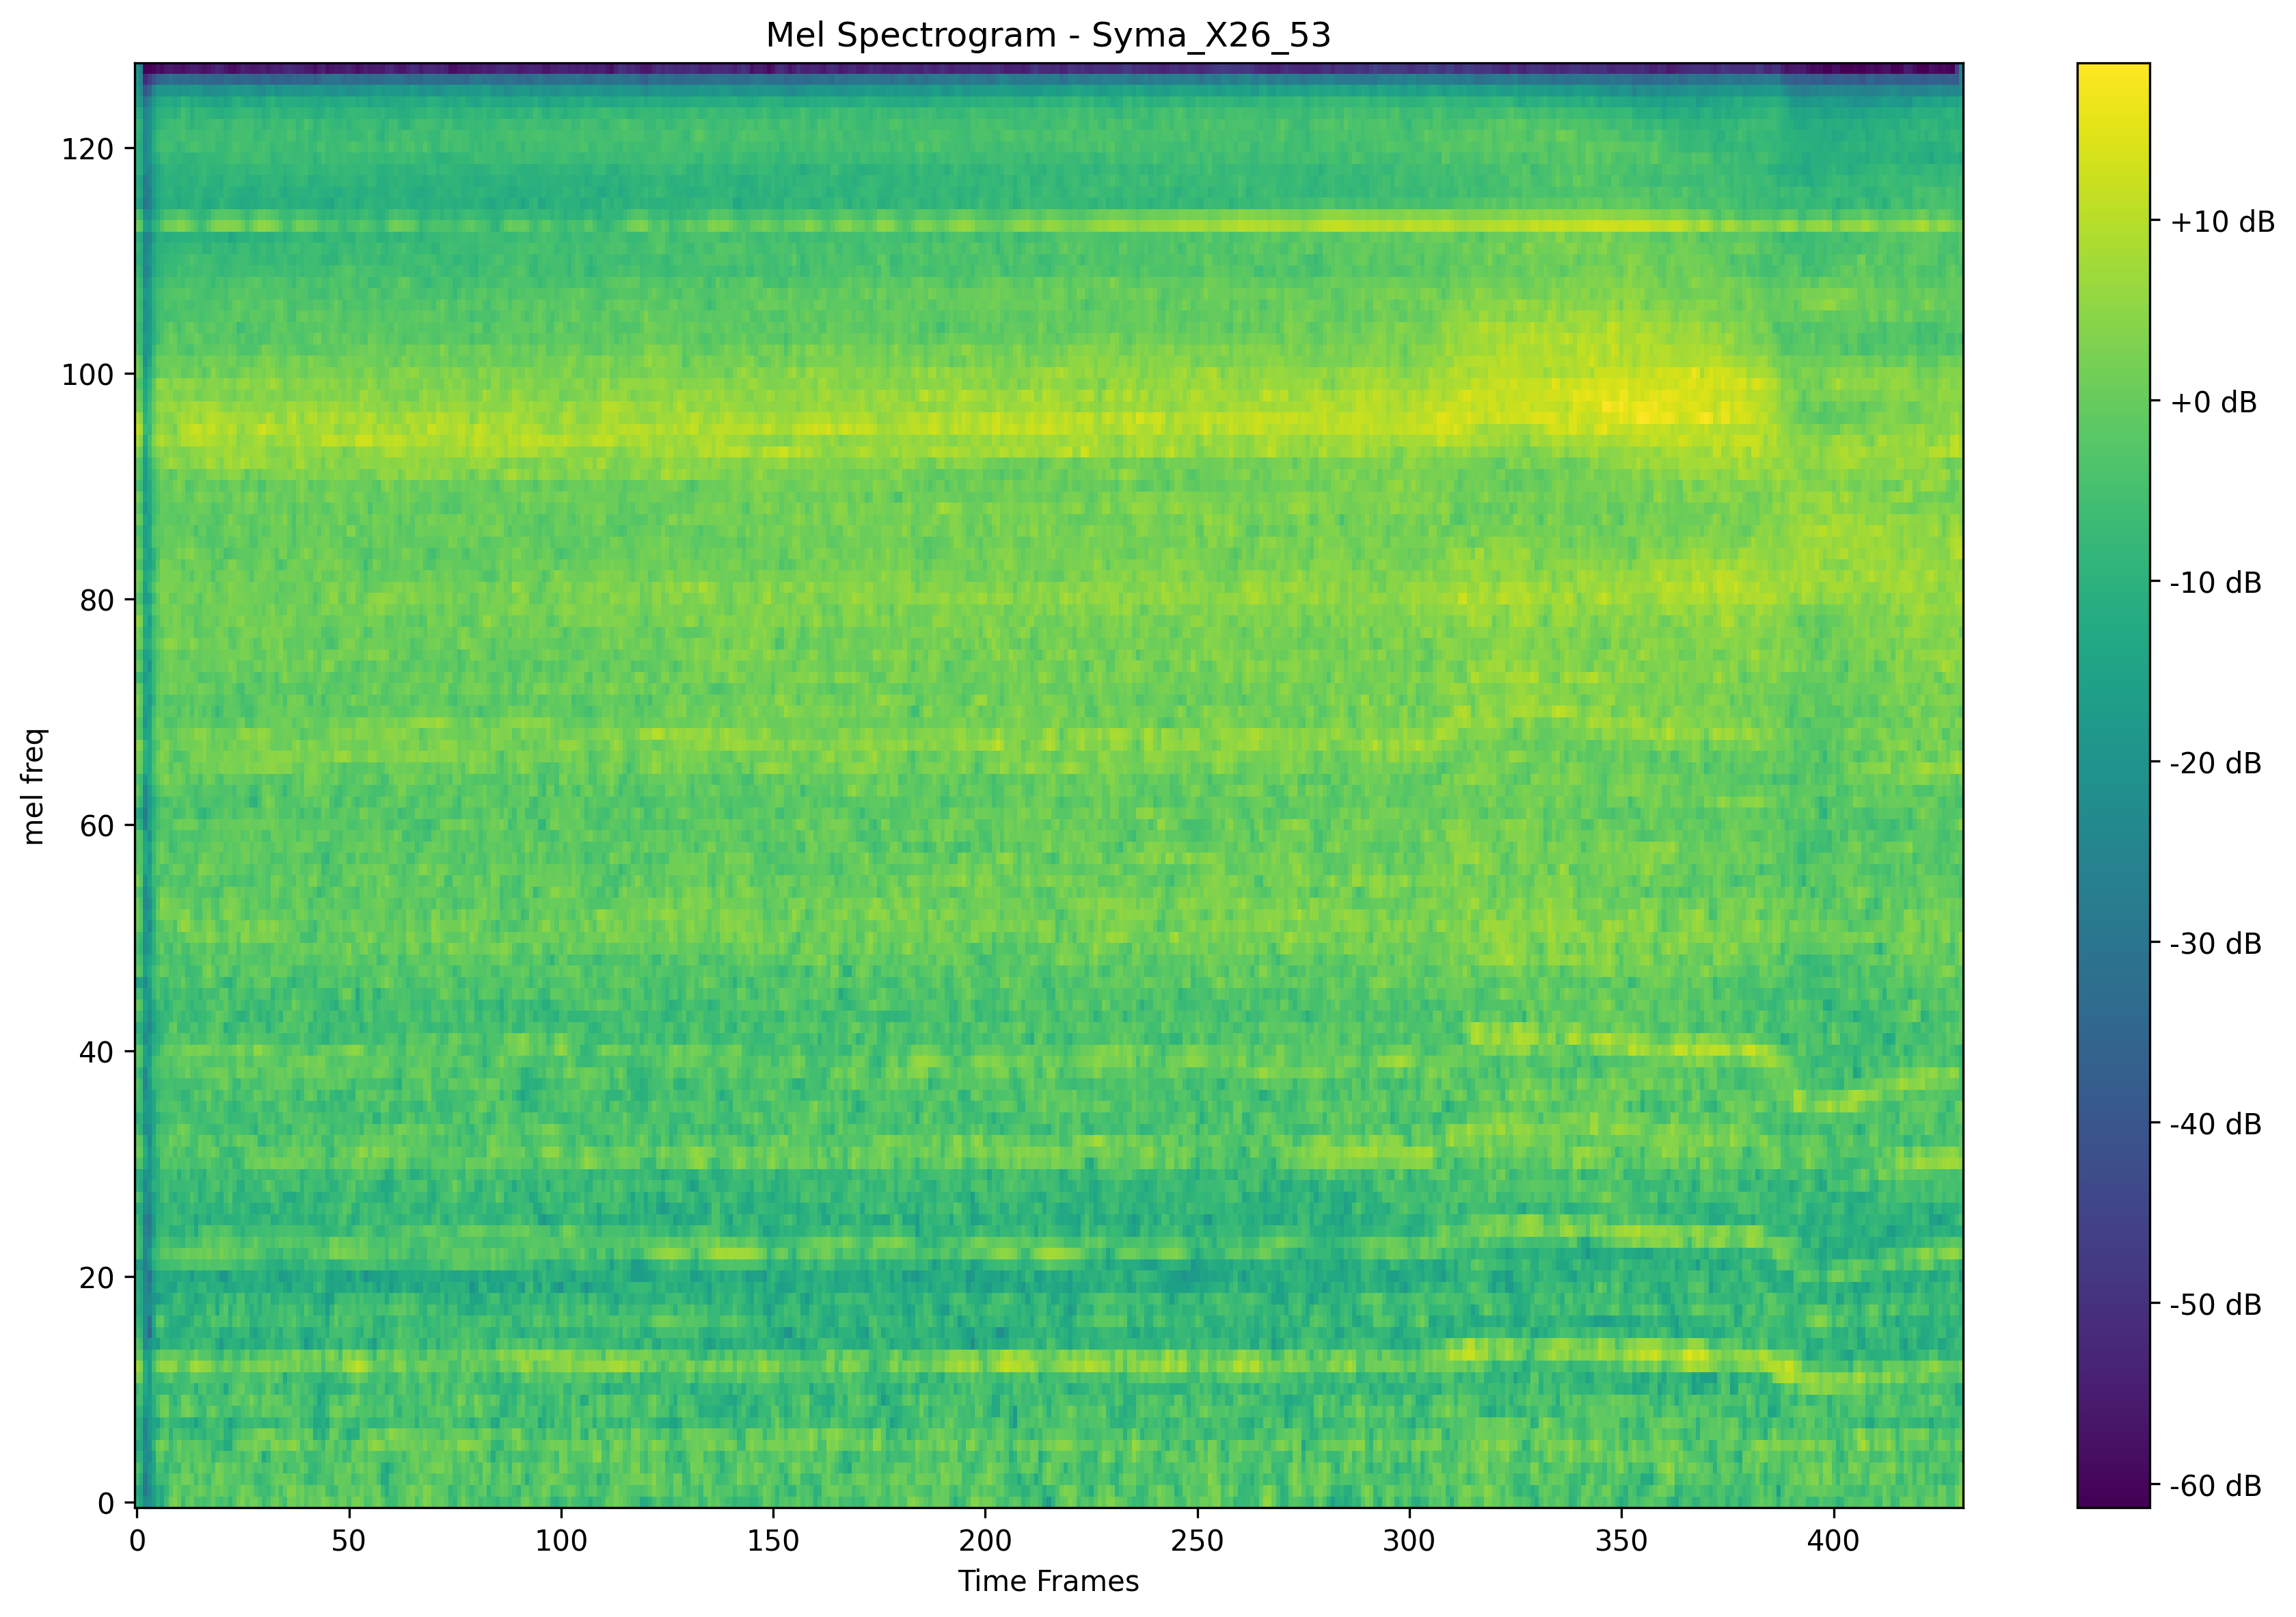 Mel Spectrogram - Syma_X26_53
mel freq
120
100
80
60
40
20
0
0 50 100 150 200 250 300 350 400
Time Frames
+10 dB
+0 dB
-10 dB
-20 dB
-30 dB
-40 dB
-50 dB
-60 dB